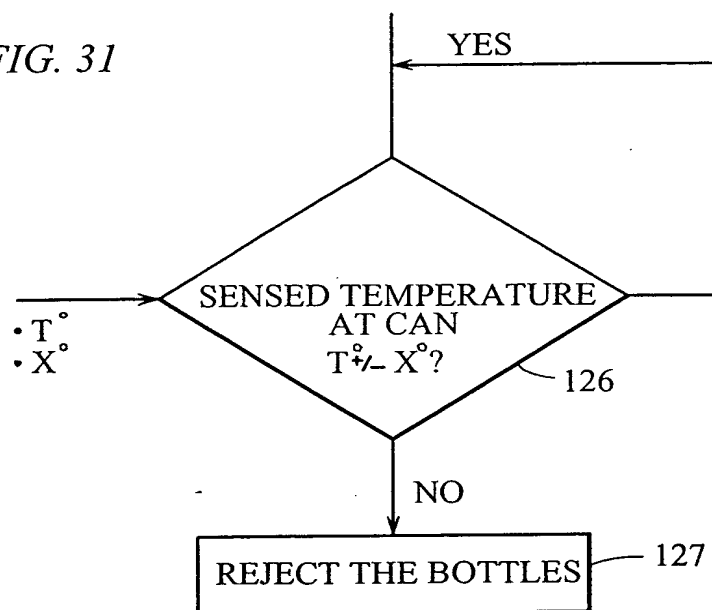 FIG. 31
YES
SENSED TEMPERATURE
AT CAN
T°+/- X°?
• T°
• X°
126
NO
REJECT THE BOTTLES
127